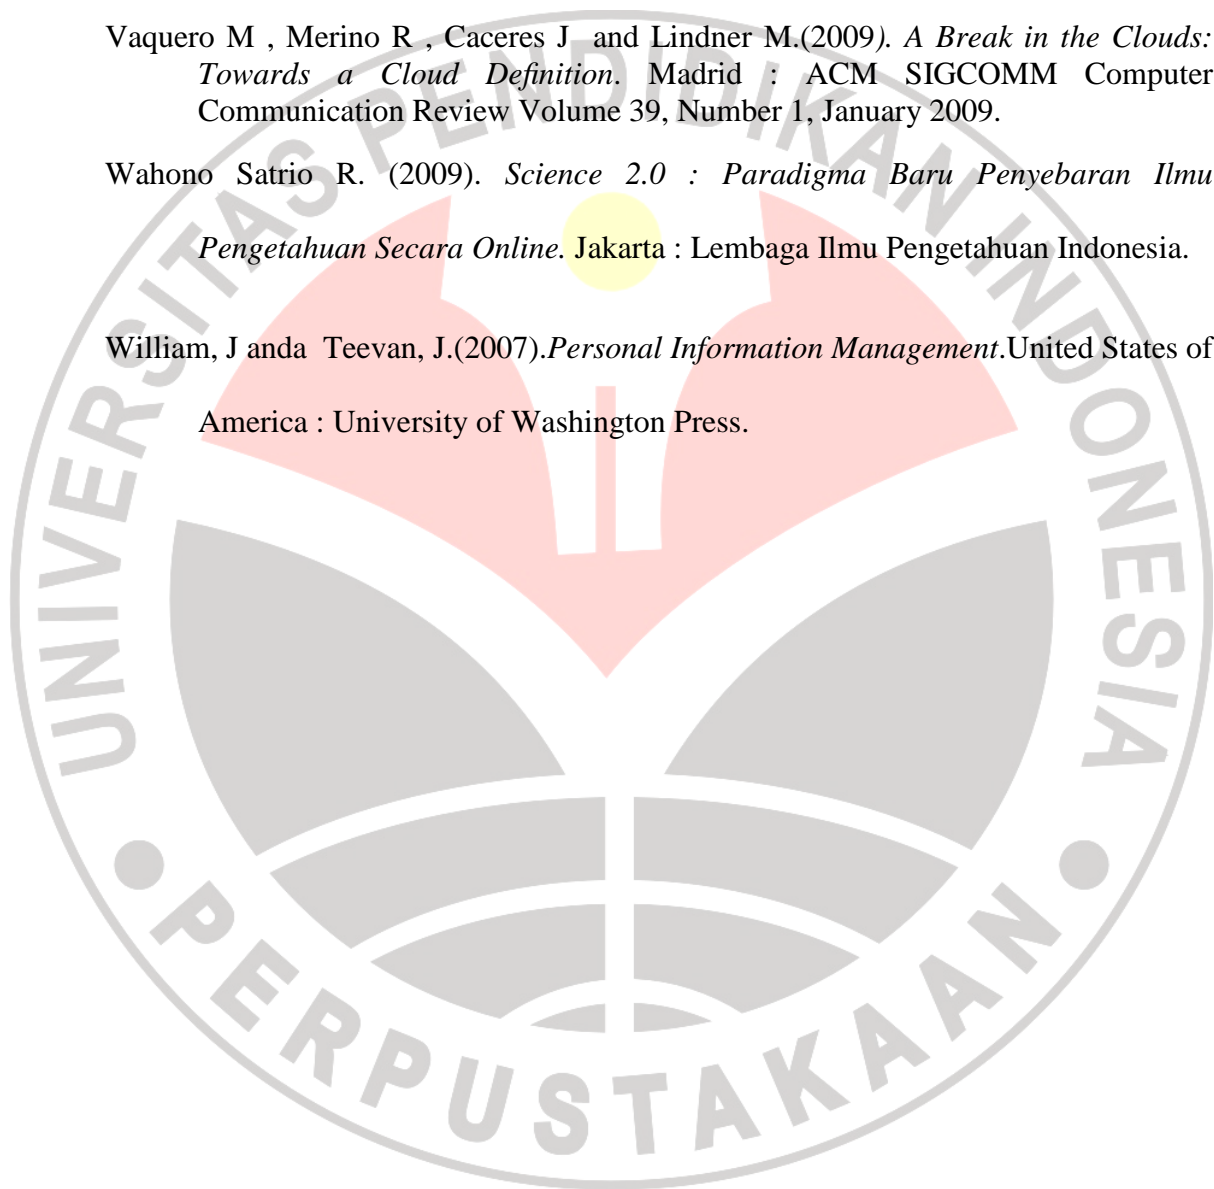 Vaquero M , Merino R , Caceres J  and Lindner M.(2009). A Break in the Clouds:
Towards a Cloud Definition. Madrid : ACM SIGCOMM Computer
Communication Review Volume 39, Number 1, January 2009.
Wahono Satrio R. (2009). Science 2.0 : Paradigma Baru Penyebaran Ilmu
Pengetahuan Secara Online. Jakarta : Lembaga Ilmu Pengetahuan Indonesia.
William, J anda  Teevan, J.(2007).Personal Information Management.United States of
America : University of Washington Press.
UNIVERSITAS PENDIDIKAN INDONESIA
PERPUSTAKAAN